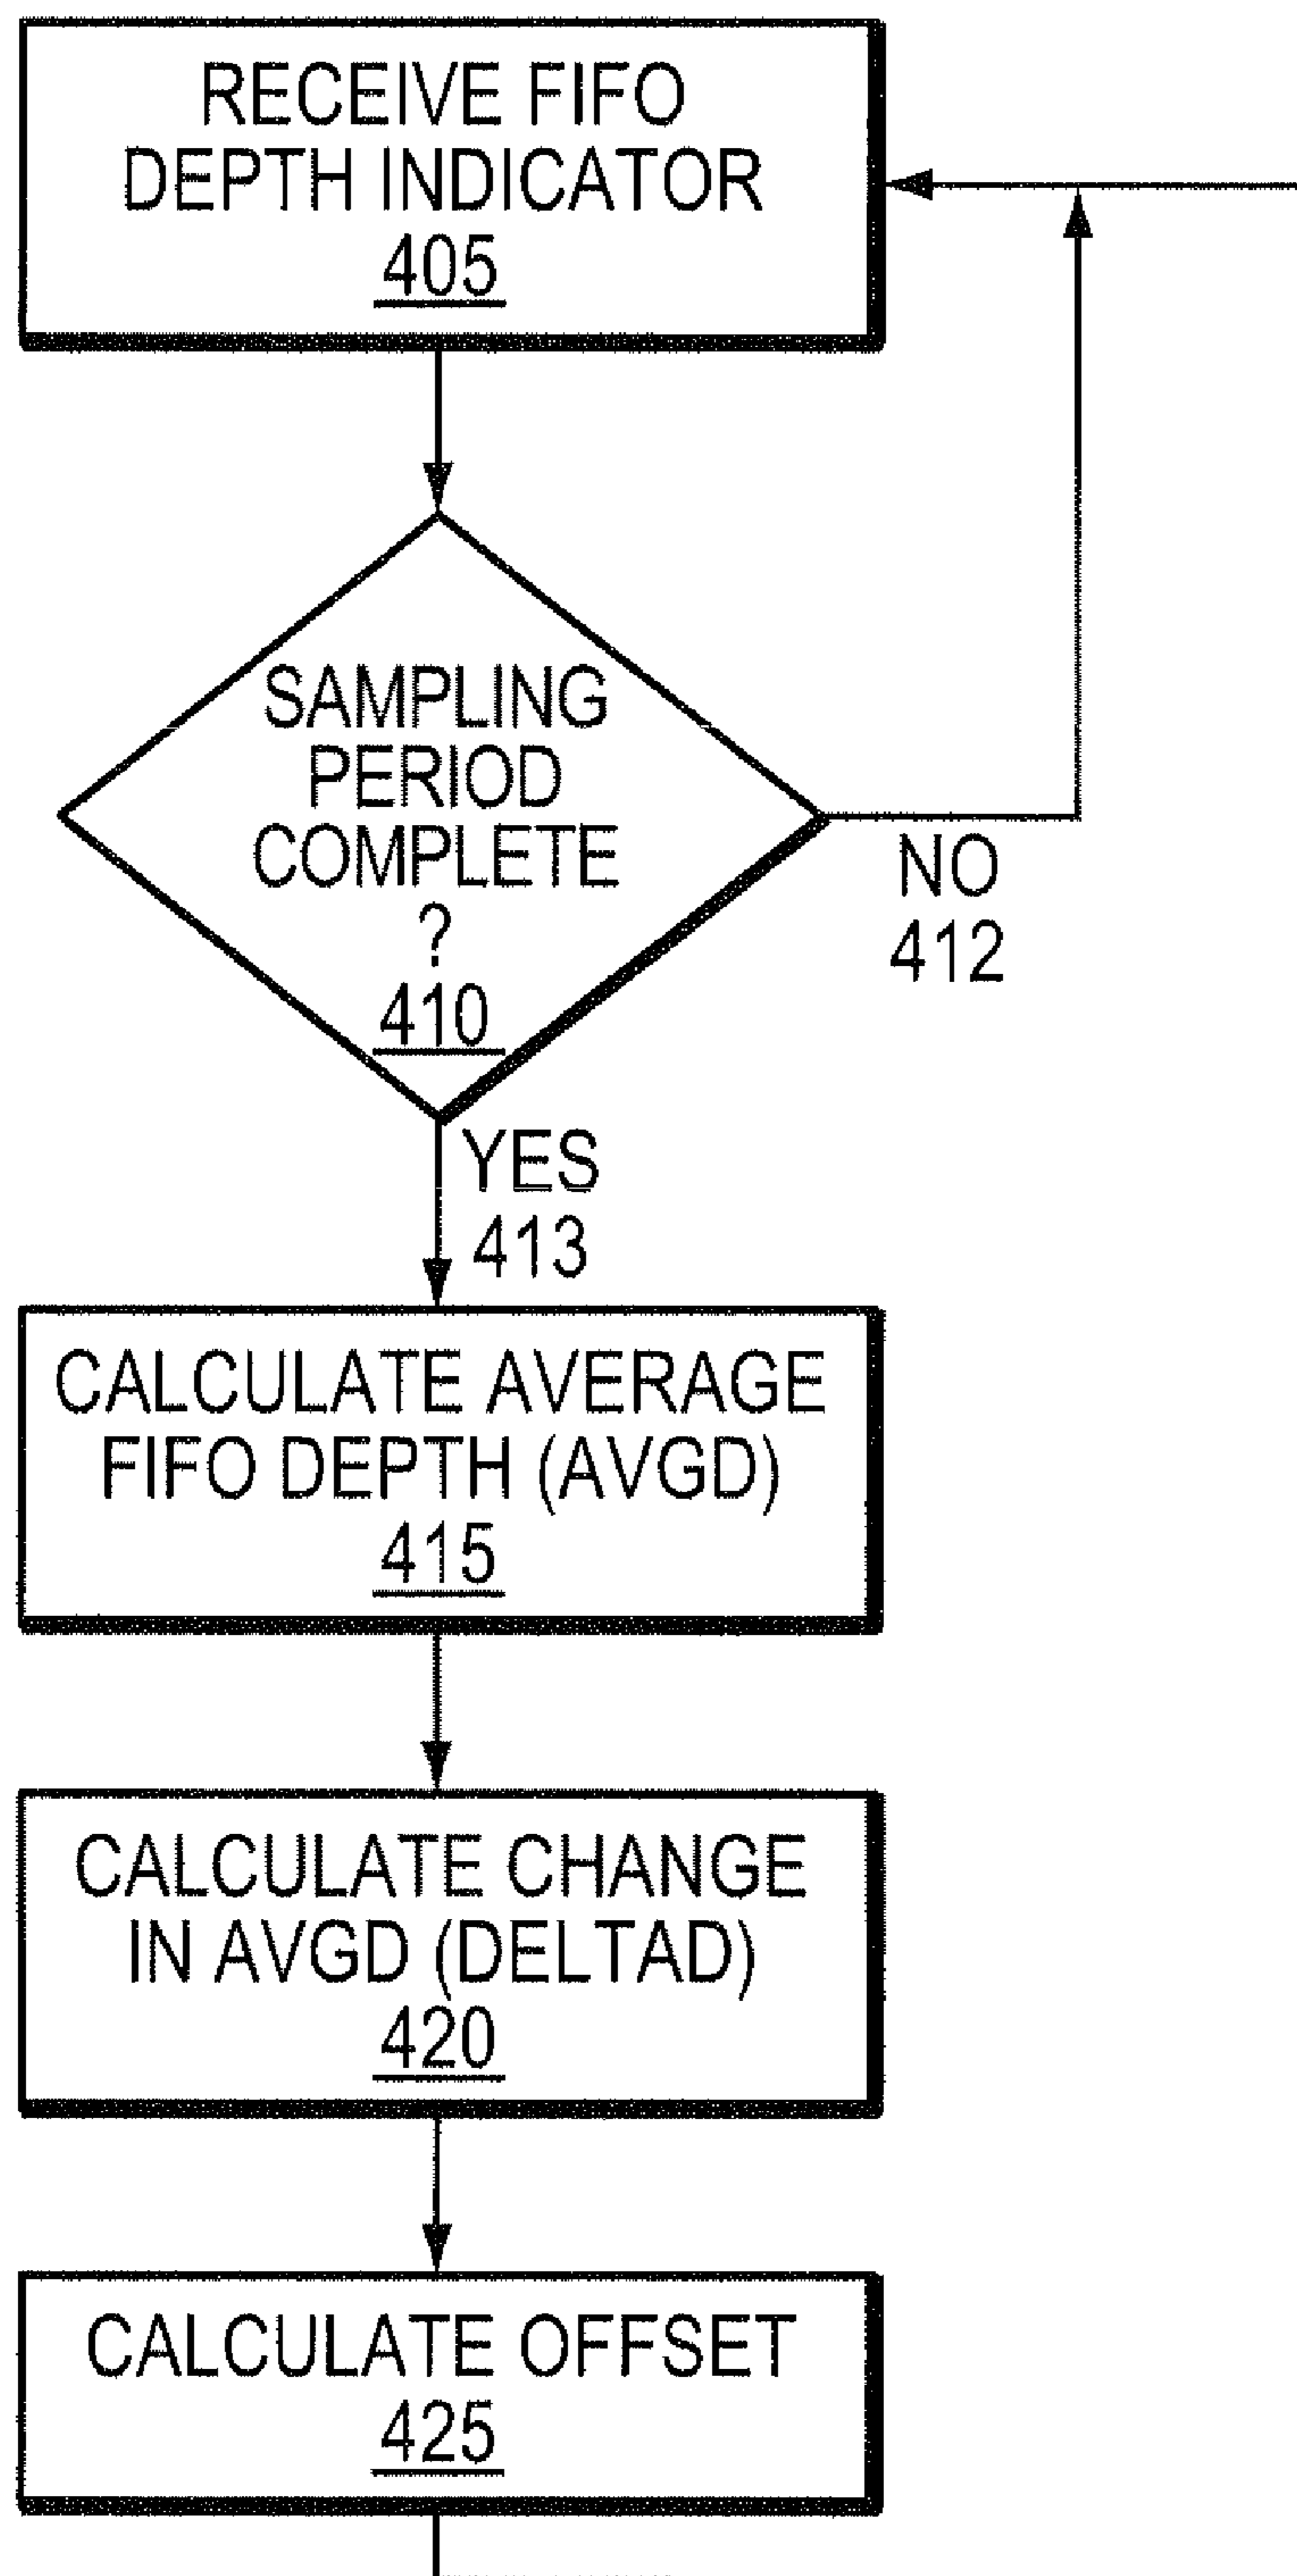 RECEIVE FIFO
DEPTH INDICATOR
405
SAMPLING
PERIOD
COMPLETE
?
410
NO
412
YES
413
CALCULATE AVERAGE
FIFO DEPTH (AVGD)
415
CALCULATE CHANGE
IN AVGD (DELTAD)
420
CALCULATE OFFSET
425